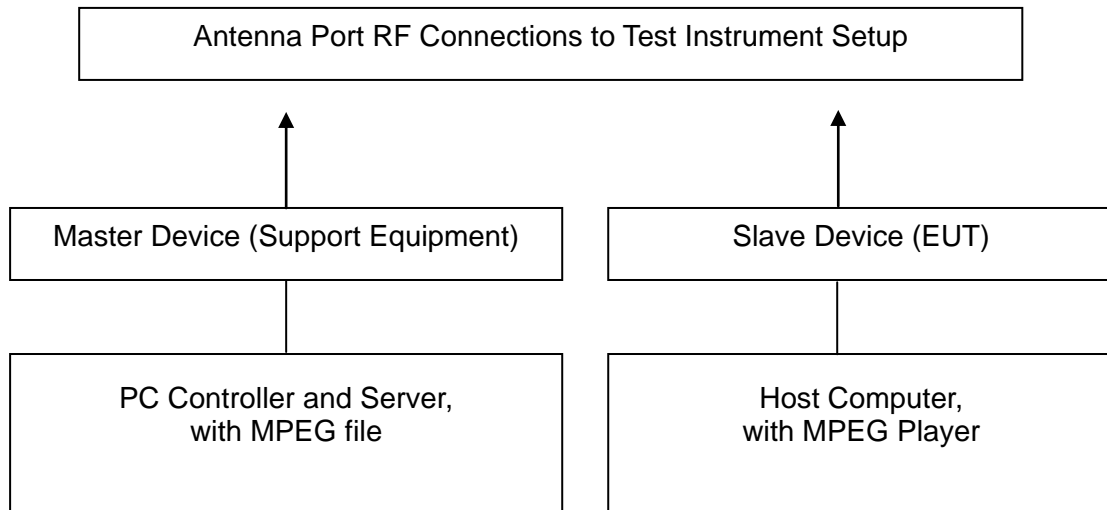 Antenna Port RF Connections to Test Instrument Setup
Master Device (Support Equipment)
Slave Device (EUT)
PC Controller and Server,
with MPEG file
Host Computer,
with MPEG Player